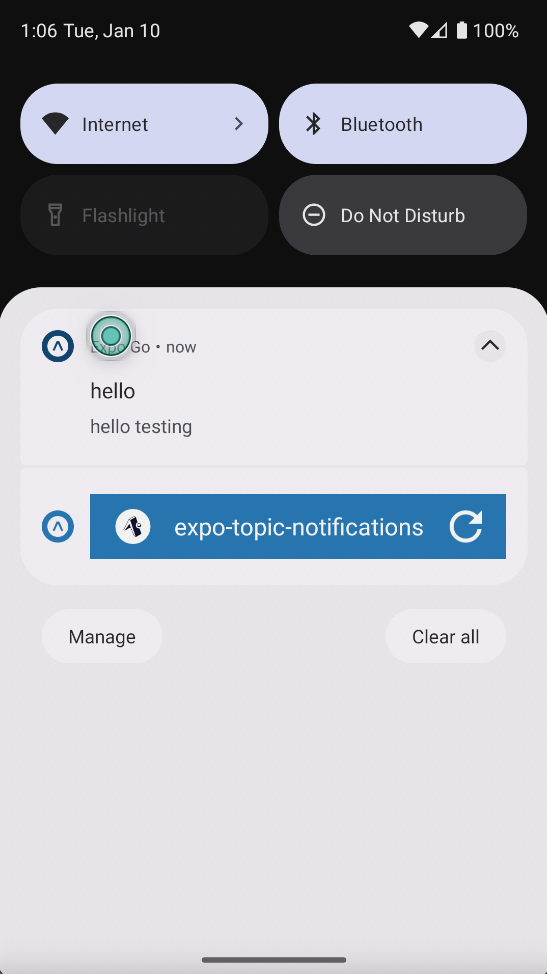 1:06 Tue, Jan 10
100%
Internet
Bluetooth
Flashlight
Do Not Disturb
Expo Go • now
hello
hello testing
expo-topic-notifications
Manage
Clear all